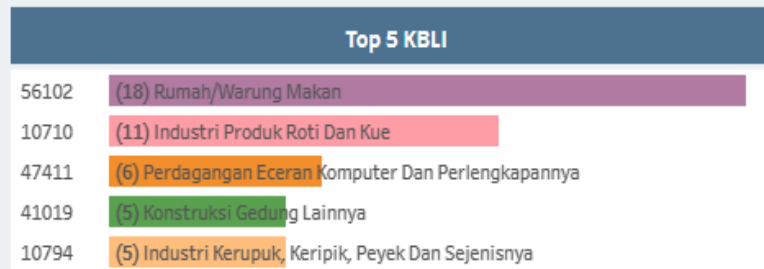 Top 5 KBLI
56102 (18) Rumah/Warung Makan
10710 (11) Industri Produk Roti Dan Kue
47411 (6) Perdagangan Eceran Komputer Dan Perlengkapannya
41019 (5) Konstruksi Gedung Lainnya
10794 (5) Industri Kerupuk, Keripik, Peyek Dan Sejenisnya